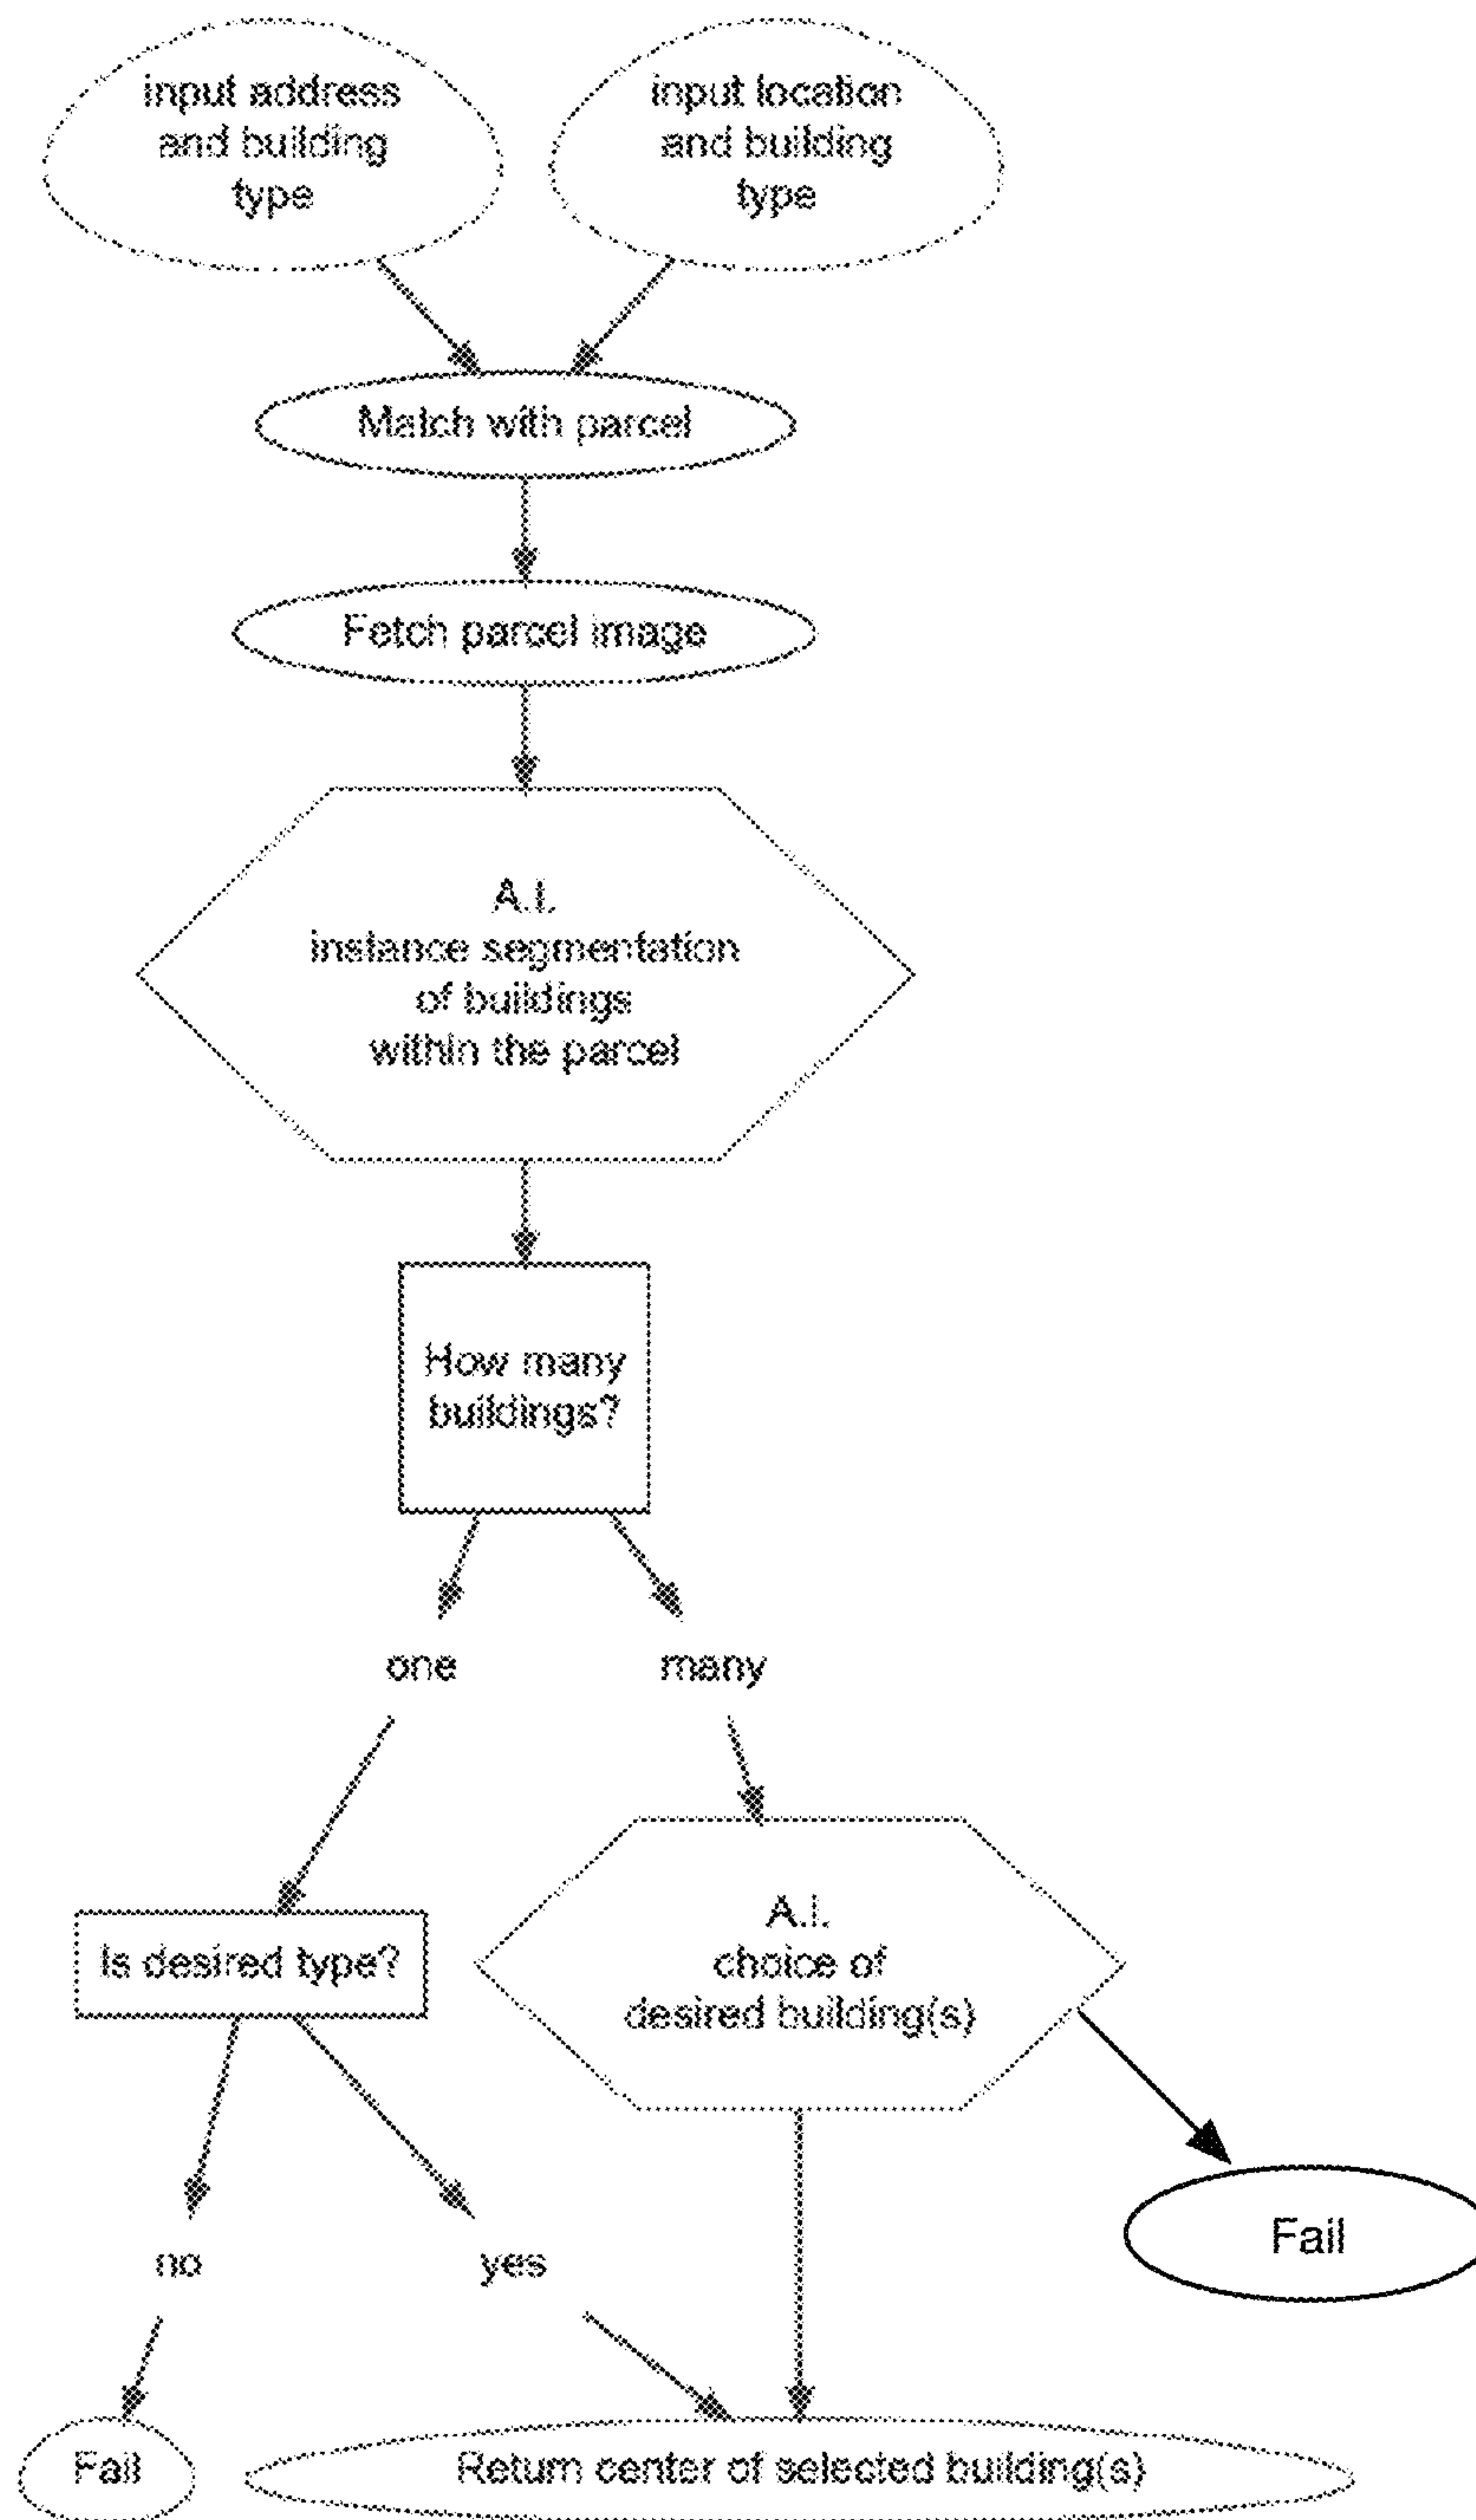 input address
and building
type
input location
and building
type
Match with parcel
Fetch parcel image
A.I.
instance segmentation
of buildings
within the parcel
How many
buildings?
one
many
Is desired type?
A.I.
choice of
desired building(s)
no
yes
Fail
Fail
Return center of selected building(s)